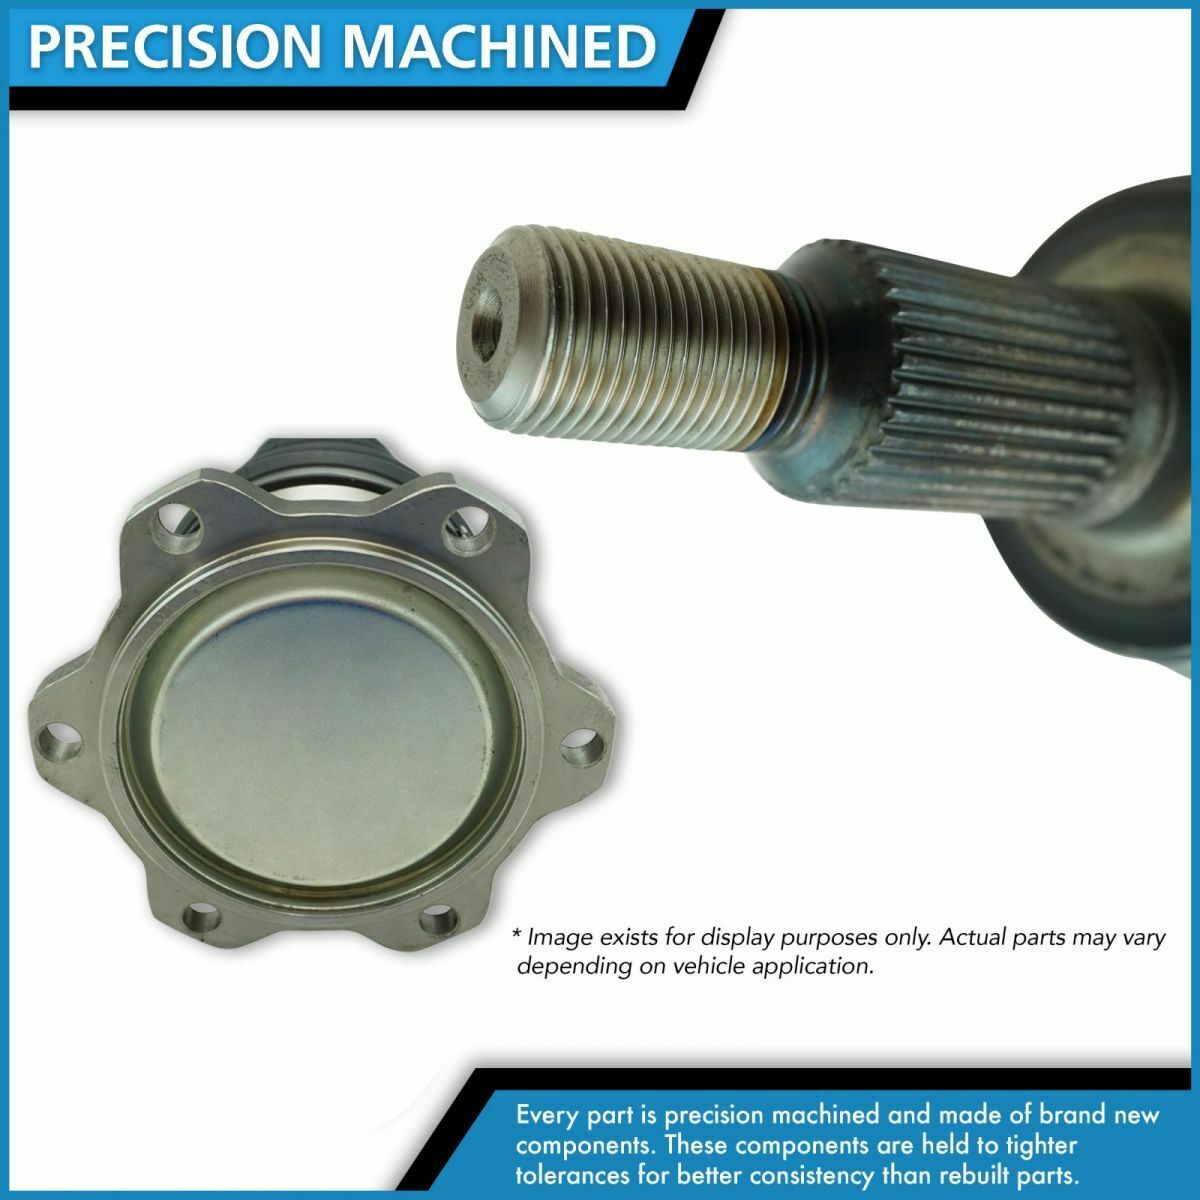 PRECISION MACHINED
* Image exists for display purposes only. Actual parts may vary
depending on vehicle application.
Every part is precision machined and made of brand new
components. These components are held to tighter
tolerances for better consistency than rebuilt parts.